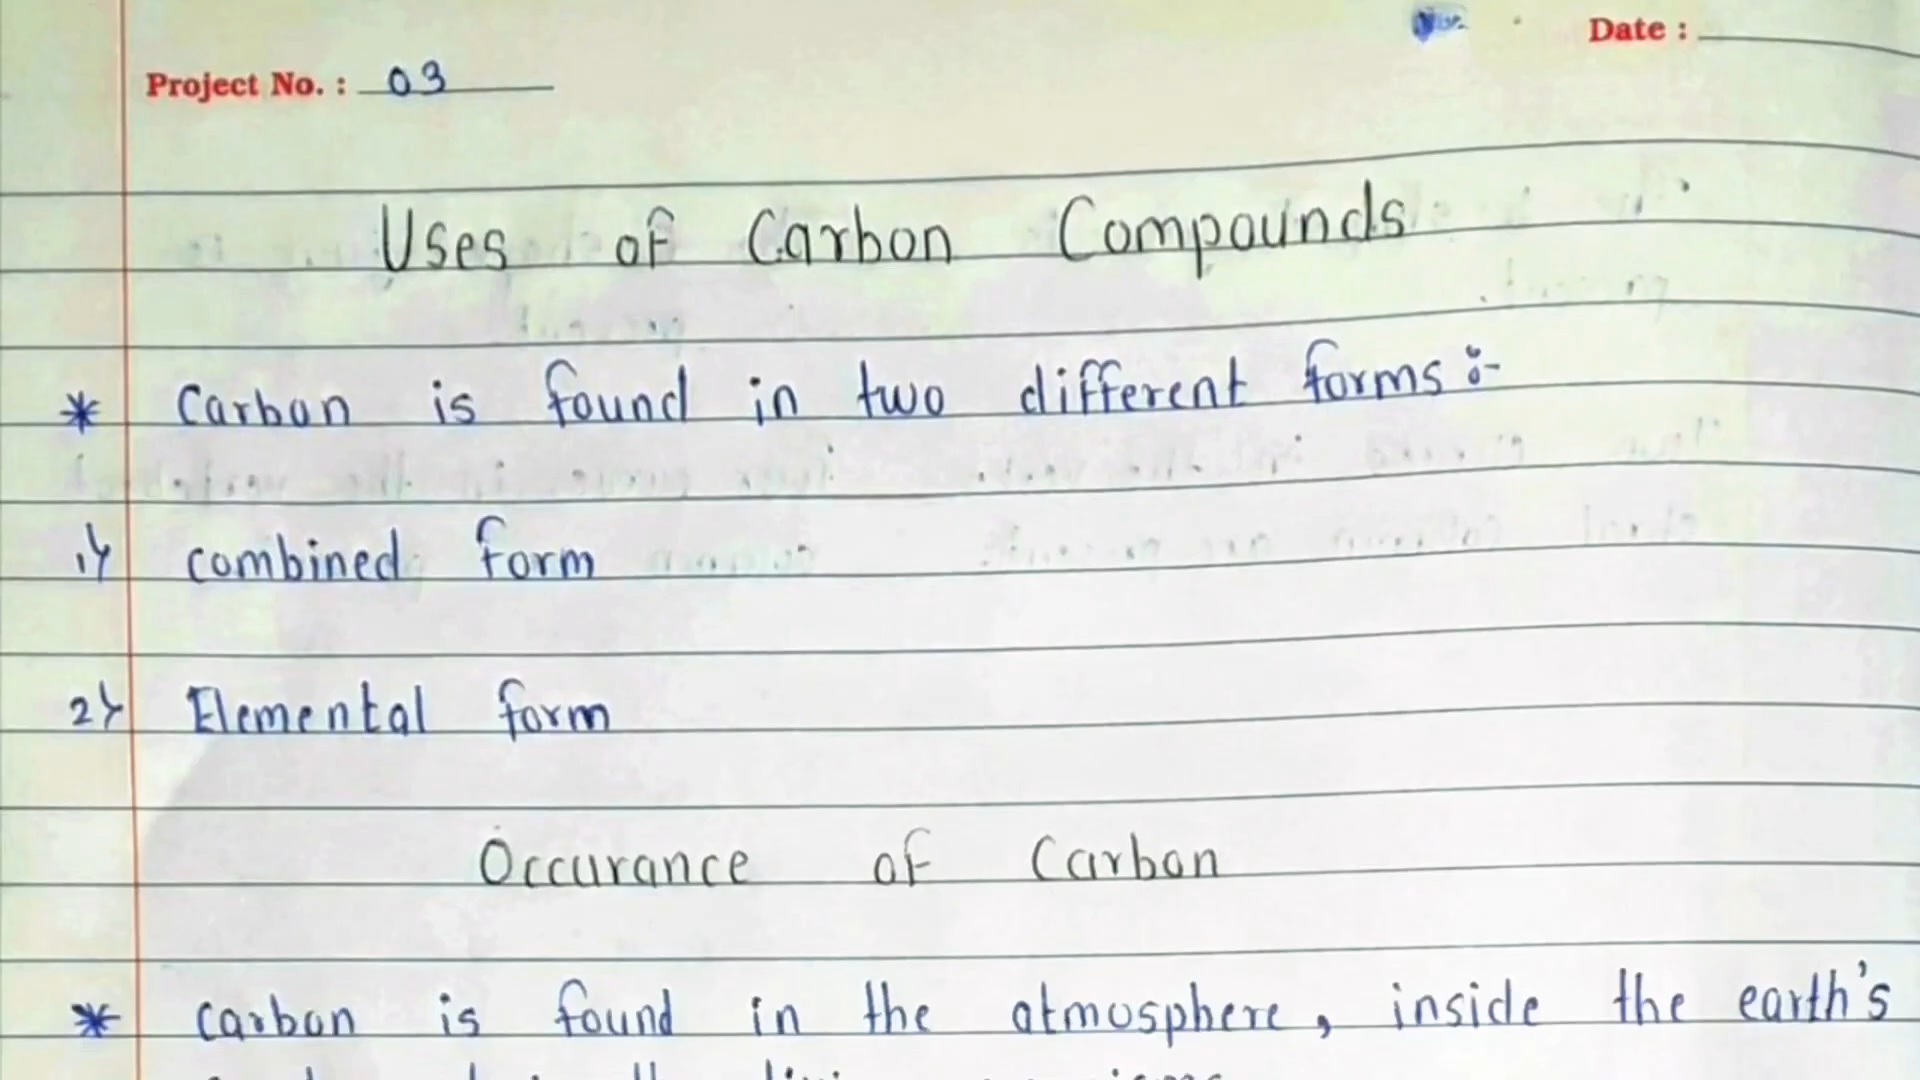 Date :
Project No. : 03
Uses of Carbon Compounds
* Carbon is found in two different forms :-
1) combined form
2) Elemental form
Occurance of Carbon
* carbon is found in the atmosphere, inside the earth's